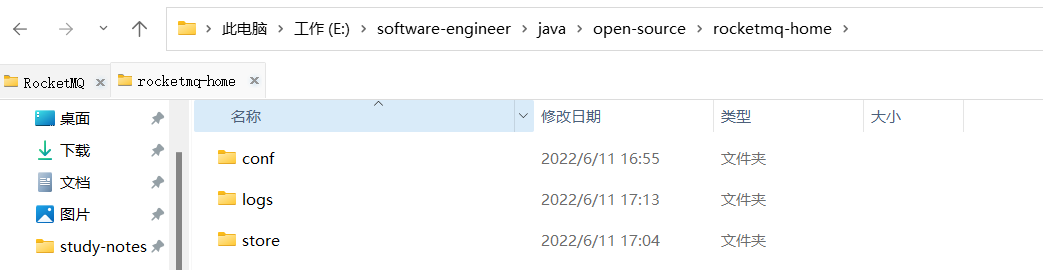 此电脑 > 工作 (E:) > software-engineer > java > open-source > rocketmq-home >
RocketMQ × rocketmq-home ×
名称 修改日期 类型 大小
桌面
下载
文档
图片
study-notes
conf 2022/6/11 16:55 文件夹
logs 2022/6/11 17:13 文件夹
store 2022/6/11 17:04 文件夹